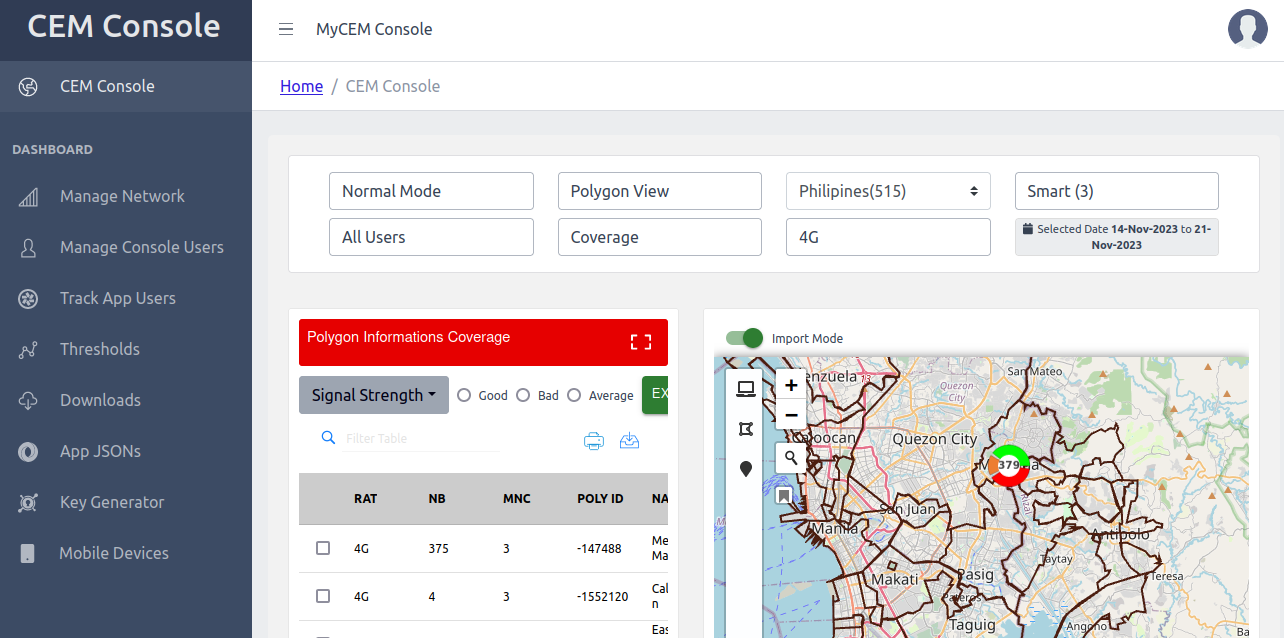 CEM Console
MyCEM Console
CEM Console
Home / CEM Console
DASHBOARD
Manage Network
Manage Console Users
Track App Users
Thresholds
Downloads
App JSONs
Key Generator
Mobile Devices
Normal Mode
Polygon View
Philipines(515)
Smart (3)
All Users
Coverage
4G
Selected Date 14-Nov-2023 to 21-
Nov-2023
Polygon Informations Coverage
Signal Strength
Good
Bad
Average
EX
Filter Table
RAT NB MNC POLY ID NA
4G 375 3 -147488 Me
Ma
4G 4 3 -1552120 Cal
n
Eas
Import Mode
+
−
enzuela
13
San Mateo
Quezon-
City
Caloocan
Quezon City
379
San Juan
Manila
Rizal
Antipolo
Taytay
Makati
Pasig
Teresa
Pateros
Taguig
Angono
Ba